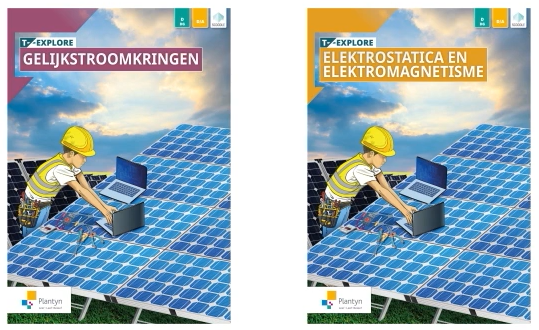 T-EXPLORE
GELIJKSTROOMKRINGEN
Plantyn
T-EXPLORE
ELEKTROSTATICA EN
ELEKTROMAGNETISME
Plantyn